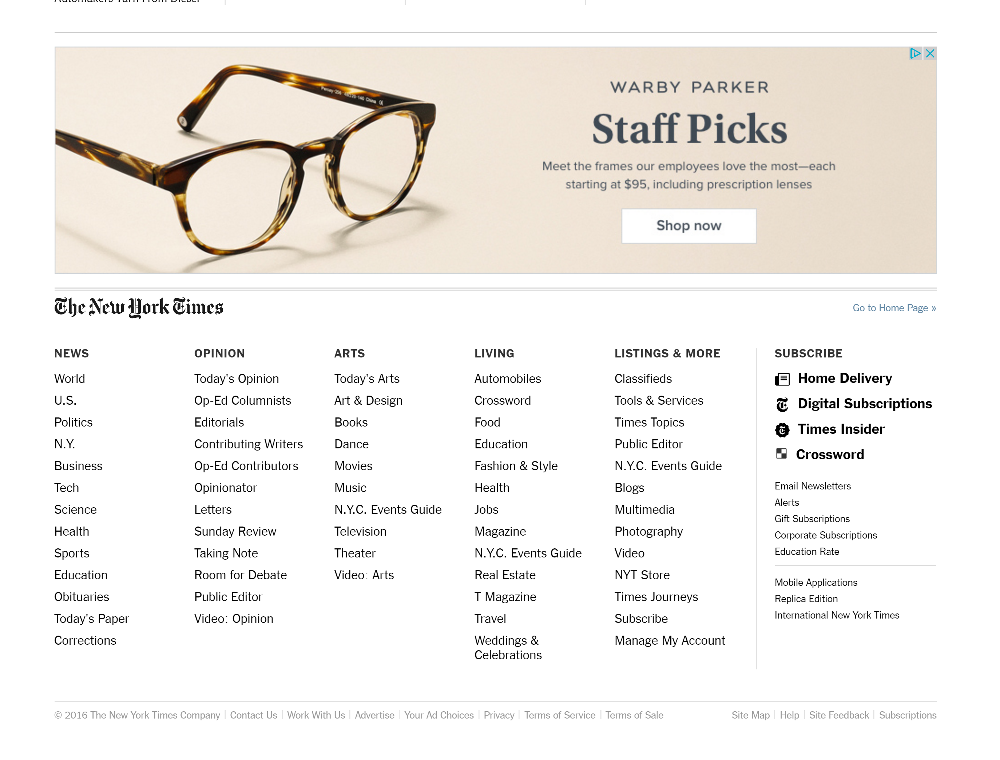 Automakers Turn From Diesel
Percey-256 China
WARBY PARKER
Staff Picks
Meet the frames our employees love the most—each
starting at $95, including prescription lenses
Shop now
The New York Times
Go to Home Page »
NEWS
World
U.S.
Politics
N.Y.
Business
Tech
Science
Health
Sports
Education
Obituaries
Today's Paper
Corrections
OPINION
Today's Opinion
Op-Ed Columnists
Editorials
Contributing Writers
Op-Ed Contributors
Opinionator
Letters
Sunday Review
Taking Note
Room for Debate
Public Editor
Video: Opinion
ARTS
Today's Arts
Art & Design
Books
Dance
Movies
Music
N.Y.C. Events Guide
Television
Theater
Video: Arts
LIVING
Automobiles
Crossword
Food
Education
Fashion & Style
Health
Jobs
Magazine
N.Y.C. Events Guide
Real Estate
T Magazine
Travel
Weddings &
Celebrations
LISTINGS & MORE
Classifieds
Tools & Services
Times Topics
Public Editor
N.Y.C. Events Guide
Blogs
Multimedia
Photography
Video
NYT Store
Times Journeys
Subscribe
Manage My Account
SUBSCRIBE
Home Delivery
Digital Subscriptions
Times Insider
Crossword
Email Newsletters
Alerts
Gift Subscriptions
Corporate Subscriptions
Education Rate
Mobile Applications
Replica Edition
International New York Times
© 2016 The New York Times Company | Contact Us | Work With Us | Advertise | Your Ad Choices | Privacy | Terms of Service | Terms of Sale
Site Map | Help | Site Feedback | Subscriptions